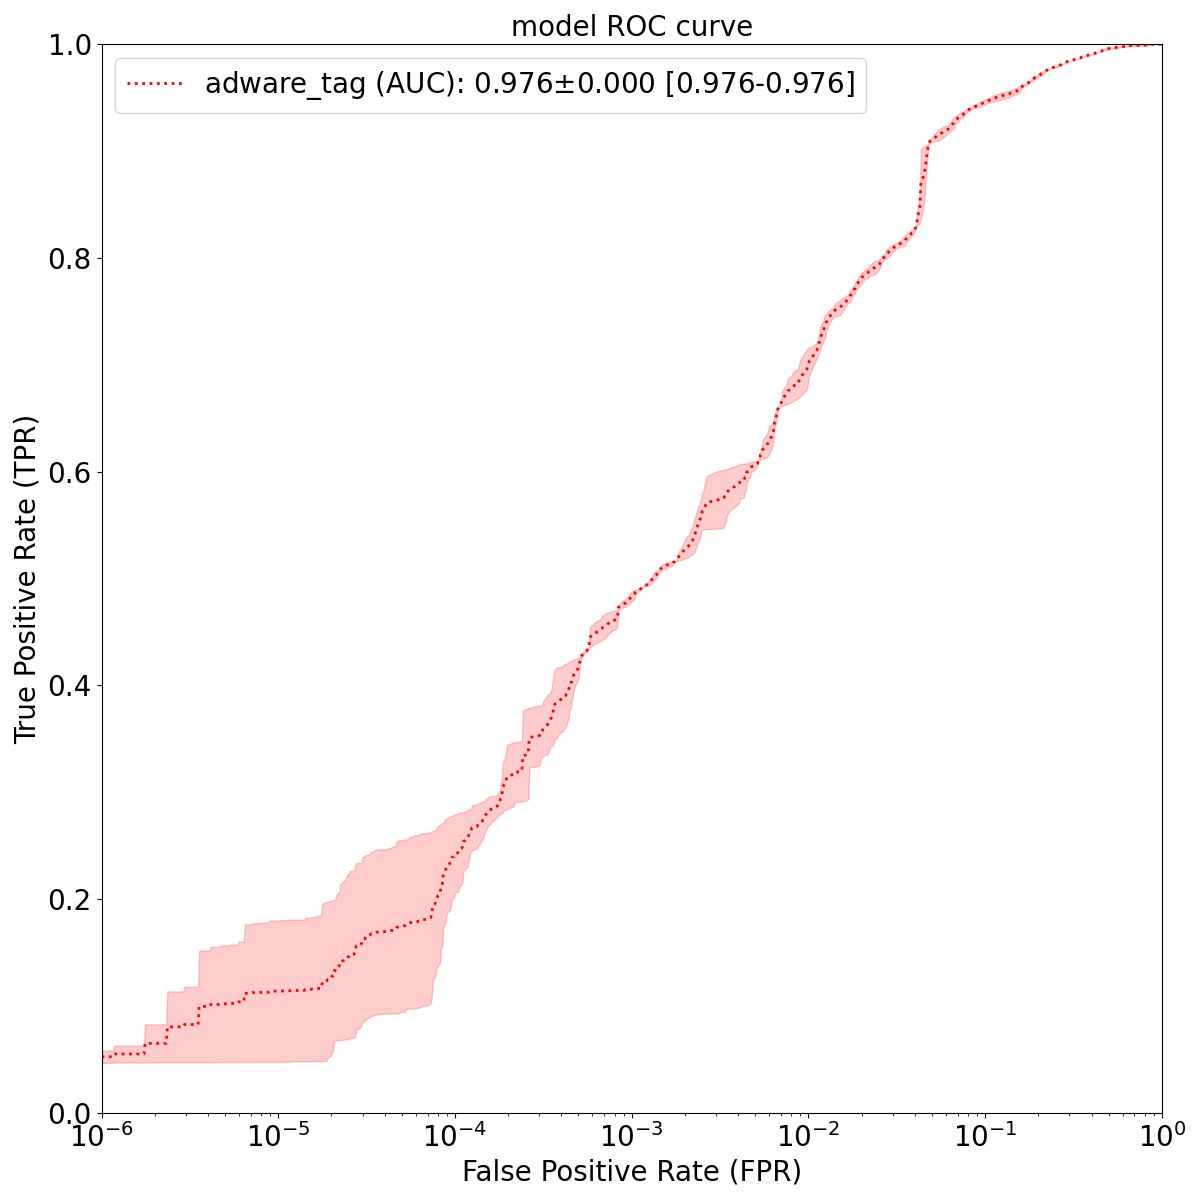 model ROC curve
adware_tag (AUC): 0.976±0.000 [0.976-0.976]
True Positive Rate (TPR)
1.0
0.8
0.6
0.4
0.2
0.0
10⁻⁶ 10⁻⁵ 10⁻⁴ 10⁻³ 10⁻² 10⁻¹ 10⁰
False Positive Rate (FPR)